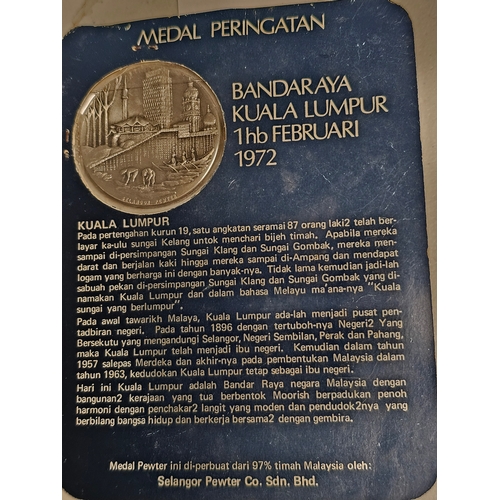 MEDAL PERINGATAN
BANDARAYA
KUALA LUMPUR
1hb FEBRUARI
1972
SELANGOR PEWTER
KUALA LUMPUR
Pada pertengahan kurun 19, satu angkatan seramai 87 orang laki2 telah ber-
layar ka-ulu sungai Kelang untok menchari bijeh timah. Apabila mereka
sampai di-persimpangan Sungai Klang dan Sungai Gombak, mereka men-
darat dan berjalan kaki hingga mereka sampai di-Ampang dan mendapat
logam yang berharga ini dengan banyak-nya. Tidak lama kemudian jadi-lah
sabuah pekan di-persimpangan Sungai Klang dan Sungai Gombak yang di-
namakan Kuala Lumpur dan dalam bahasa Melayu ma'ana-nya "Kuala
sungai yang berlumpur".
Pada awal tawarikh Malaya, Kuala Lumpur ada-lah menjadi pusat pen-
tadbiran negeri. Pada tahun 1896 dengan tertuboh-nya Negeri2 Yang
Bersekutu yang mengandungi Selangor, Negeri Sembilan, Perak dan Pahang,
maka Kuala Lumpur telah menjadi ibu negeri. Kemudian dalam tahun
1957 selepas Merdeka dan akhir-nya pada pembentukan Malaysia dalam
tahun 1963, kedudokan Kuala Lumpur tetap sebagai ibu negeri.
Hari ini Kuala Lumpur adalah Bandar Raya negara Malaysia dengan
bangunan2 kerajaan yang tua berbentok Moorish berpadukan penoh
harmoni dengan penchakar2 langit yang moden dan pendudok2nya yang
berbilang bangsa hidup dan berkerja bersama2 dengan gembira.
Medal Pewter ini di-perbuat dari 97% timah Malaysia oleh:
Selangor Pewter Co. Sdn. Bhd.